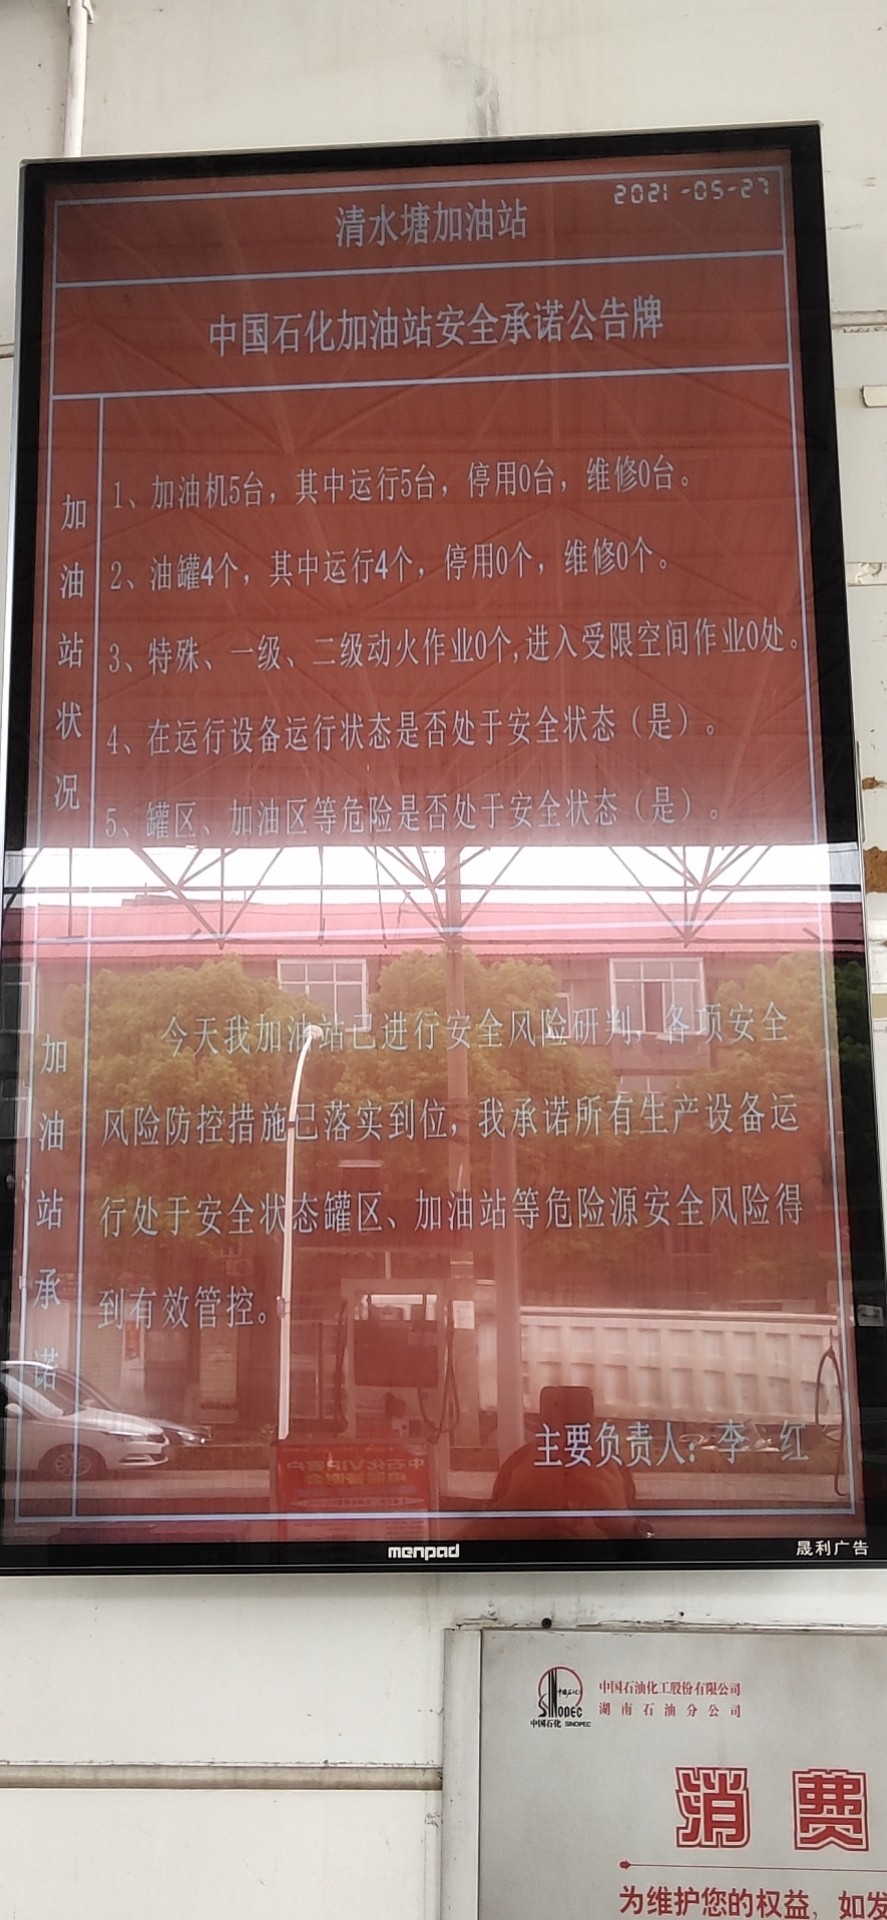 2021-05-27
清水塘加油站
中国石化加油站安全承诺公告牌
加油站状况
1、加油机5台，其中运行5台，停用0台，维修0台。
2、油罐4个，其中运行4个，停用0个，维修0个。
3、特殊、一级、二级动火作业0个,进入受限空间作业0处。
4、在运行设备运行状态是否处于安全状态（是）。
5、罐区、加油区等危险是否处于安全状态（是）。
加油站承诺
今天我加油站已进行安全风险研判，各项安全
风险防控措施已落实到位，我承诺所有生产设备运
行处于安全状态罐区、加油站等危险源安全风险得
到有效管控。
主要负责人：李 红
menpad
晟利广告
中国石油化工股份有限公司
湖南石油分公司
SINOPEC
中国石化 SINOPEC
消费
为维护您的权益，如发